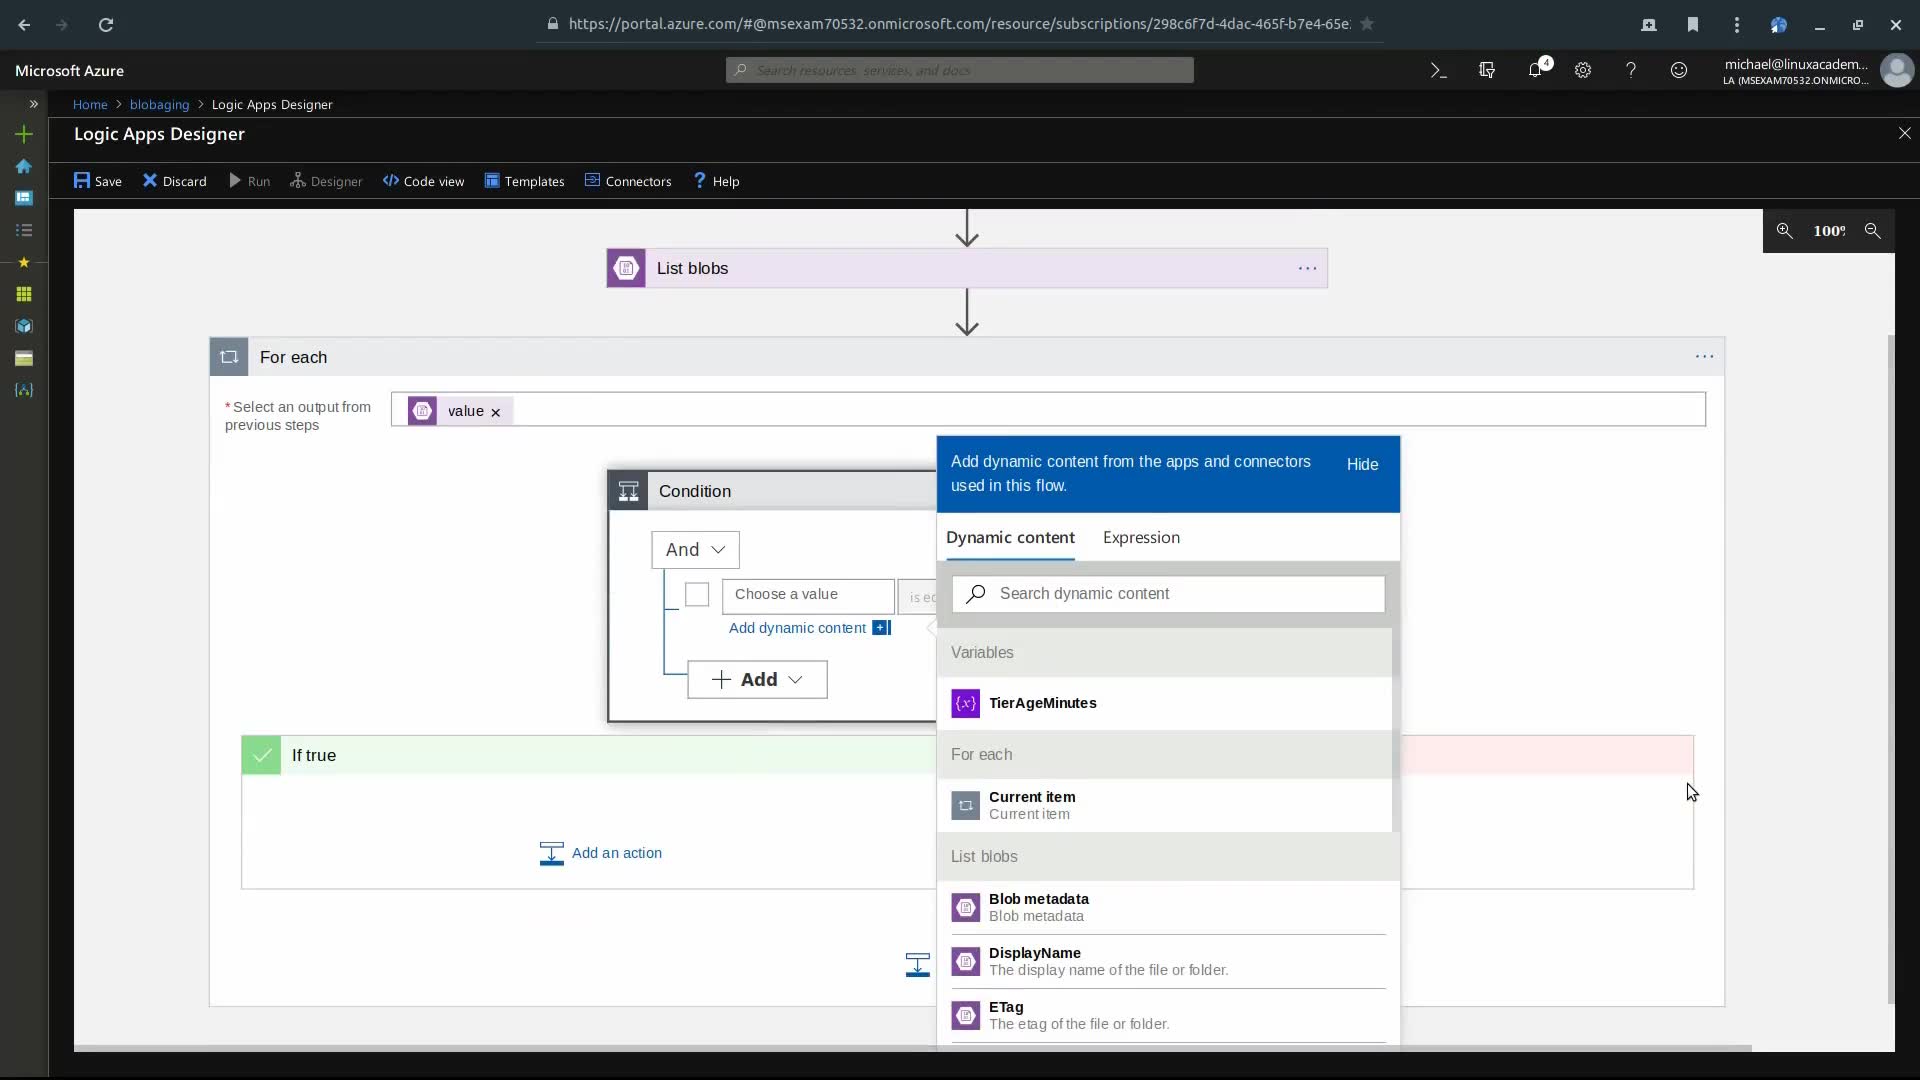 https://portal.azure.com/#@msexam70532.onmicrosoft.com/resource/subscriptions/298c6f7d-4dac-465f-b7e4-65e
Microsoft Azure
Search resources, services, and docs
4
michael@linuxacadem...
LA (MSEXAM70532.ONMICRO...
Home > blobaging > Logic Apps Designer
Logic Apps Designer
Save Discard Run Designer Code view Templates Connectors Help
100%
List blobs
For each
* Select an output from
previous steps
value
Condition
And
Choose a value
is eq
Add dynamic content
Add
If true
Add an action
Add dynamic content from the apps and connectors
used in this flow.
Hide
Dynamic content Expression
Search dynamic content
Variables
TierAgeMinutes
For each
Current item
Current item
List blobs
Blob metadata
Blob metadata
DisplayName
The display name of the file or folder.
ETag
The etag of the file or folder.